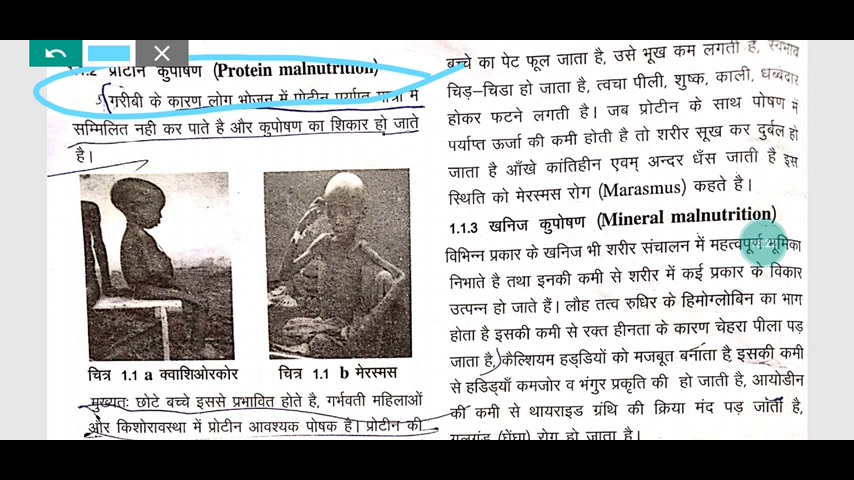 1.1.2 प्रोटीन कुपोषण (Protein malnutrition)
गरीबी के कारण लोग भोजन में प्रोटीन पर्याप्त मात्रा में
सम्मिलित नही कर पाते है और कुपोषण का शिकार हो जाते
है।
चित्र 1.1 a क्वाशिओरकोर
चित्र 1.1 b मेरस्मस
मुख्यतः छोटे बच्चे इससे प्रभावित होते है, गर्भवती महिलाओं
और किशोरावस्था में प्रोटीन आवश्यक पोषक है। प्रोटीन की
बच्चे का पेट फूल जाता है, उसे भूख कम लगती है, स्वभाव
चिड़-चिडा हो जाता है, त्वचा पीली, शुष्क, काली, धब्बेदार
होकर फटने लगती है। जब प्रोटीन के साथ पोषण में
पर्याप्त ऊर्जा की कमी होती है तो शरीर सूख कर दुर्बल हो
जाता है आँखे कांतिहीन एवम् अन्दर धँस जाती है इस
स्थिति को मेरस्मस रोग (Marasmus) कहते है।
1.1.3 खनिज कुपोषण (Mineral malnutrition)
विभिन्न प्रकार के खनिज भी शरीर संचालन में महत्वपूर्ण भूमिका
निभाते है तथा इनकी कमी से शरीर में कई प्रकार के विकार
उत्पन्न हो जाते हैं। लौह तत्व रुधिर के हिमोग्लोबिन का भाग
होता है इसकी कमी से रक्त हीनता के कारण चेहरा पीला पड़
जाता है, कैल्शियम हड्डियों को मजबूत बनाता है, इसकी कमी
से हडिड्याँ कमजोर व भंगुर प्रकृति की हो जाती है, आयोडीन
की कमी से थायराइड ग्रंथि की क्रिया मंद पड़ जाती है,
गलगंड (घेंघा) रोग हो जाता है।